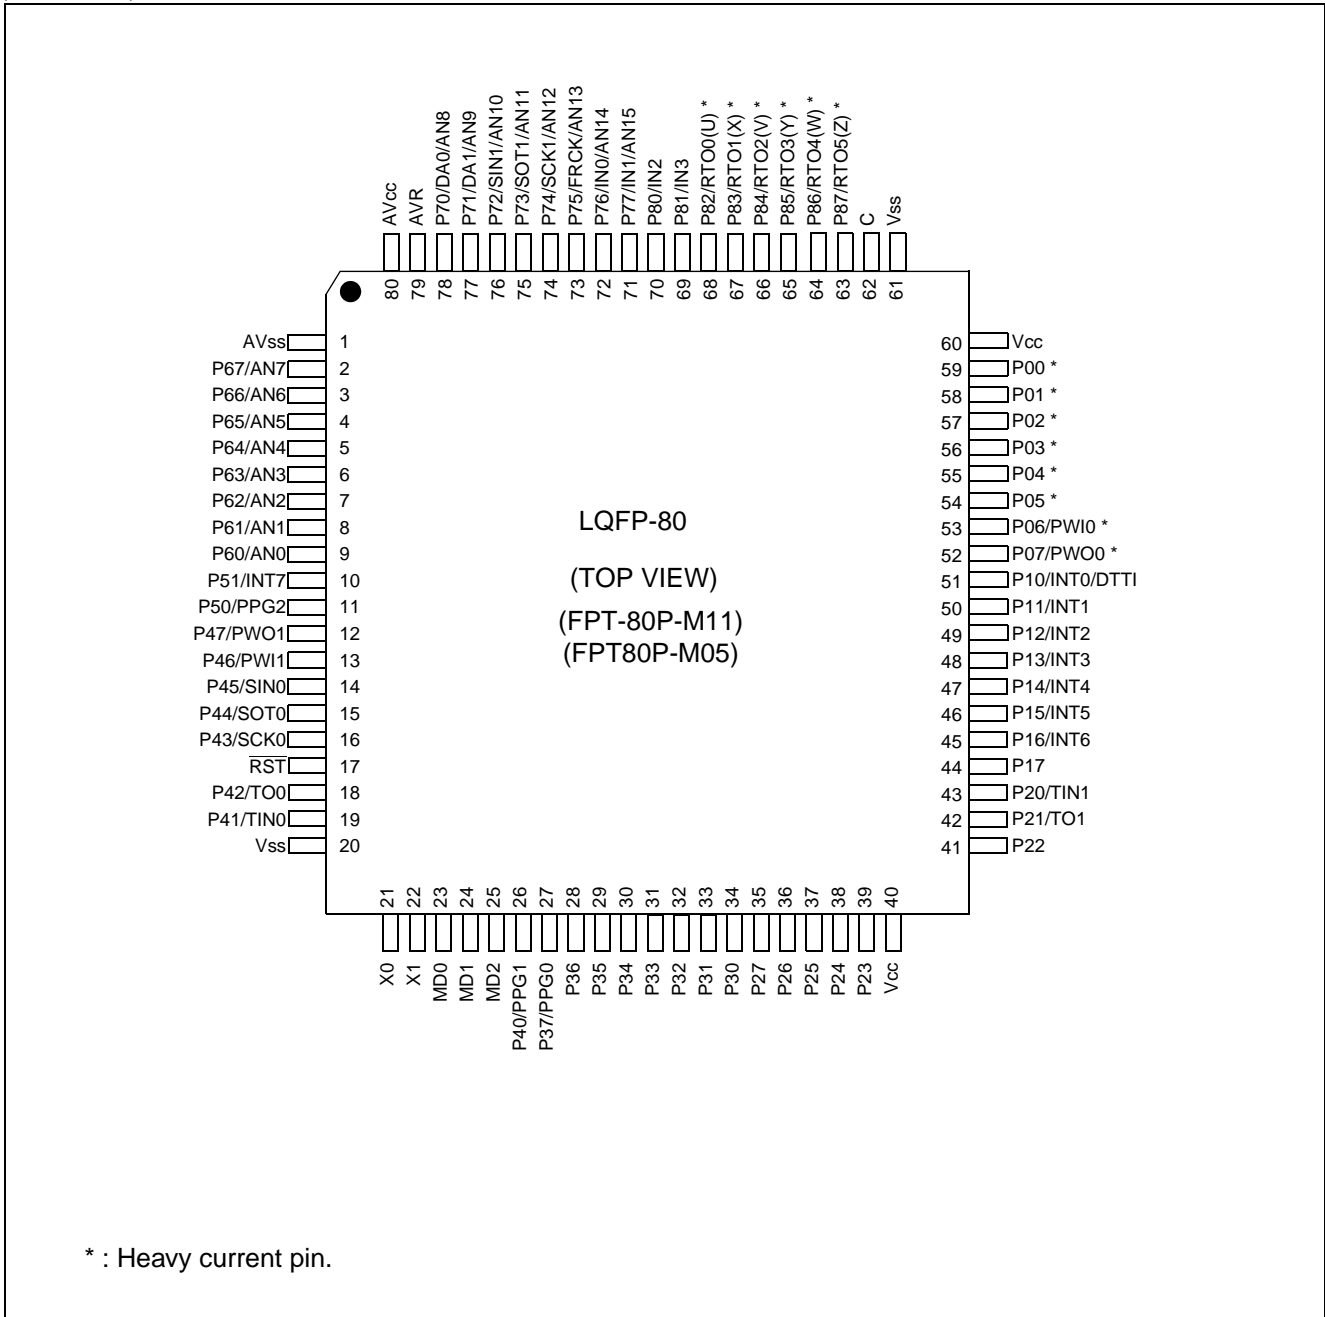 AVcc
AVR
P70/DA0/AN8
P71/DA1/AN9
P72/SIN1/AN10
P73/SOT1/AN11
P74/SCK1/AN12
P75/FRCK/AN13
P76/IN0/AN14
P77/IN1/AN15
P80/IN2
P81/IN3
P82/RTO0(U) *
P83/RTO1(X) *
P84/RTO2(V) *
P85/RTO3(Y) *
P86/RTO4(W) *
P87/RTO5(Z) *
C
Vss
80
79
78
77
76
75
74
73
72
71
70
69
68
67
66
65
64
63
62
61
AVss 1
P67/AN7 2
P66/AN6 3
P65/AN5 4
P64/AN4 5
P63/AN3 6
P62/AN2 7
P61/AN1 8
P60/AN0 9
P51/INT7 10
P50/PPG2 11
P47/PWO1 12
P46/PWI1 13
P45/SIN0 14
P44/SOT0 15
P43/SCK0 16
RST 17
P42/TO0 18
P41/TIN0 19
Vss 20
LQFP-80
(TOP VIEW)
(FPT-80P-M11)
(FPT80P-M05)
60 Vcc
59 P00 *
58 P01 *
57 P02 *
56 P03 *
55 P04 *
54 P05 *
53 P06/PWI0 *
52 P07/PWO0 *
51 P10/INT0/DTTI
50 P11/INT1
49 P12/INT2
48 P13/INT3
47 P14/INT4
46 P15/INT5
45 P16/INT6
44 P17
43 P20/TIN1
42 P21/TO1
41 P22
21
22
23
24
25
26
27
28
29
30
31
32
33
34
35
36
37
38
39
40
X0
X1
MD0
MD1
MD2
P40/PPG1
P37/PPG0
P36
P35
P34
P33
P32
P31
P30
P27
P26
P25
P24
P23
Vcc
* : Heavy current pin.